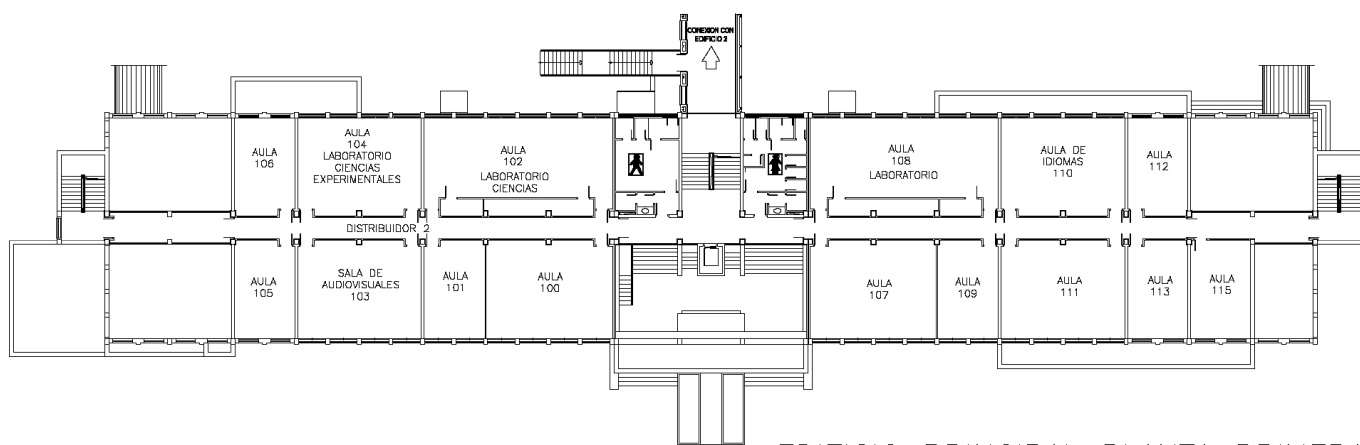 CONEXION CON
EDIFICIO 2
AULA
106
AULA
104
LABORATORIO
CIENCIAS
EXPERIMENTALES
AULA
102
LABORATORIO
CIENCIAS
AULA
108
LABORATORIO
AULA DE
IDIOMAS
110
AULA
112
DISTRIBUIDOR 2
AULA
105
SALA DE
AUDIOVISUALES
103
AULA
101
AULA
100
AULA
107
AULA
109
AULA
111
AULA
113
AULA
115